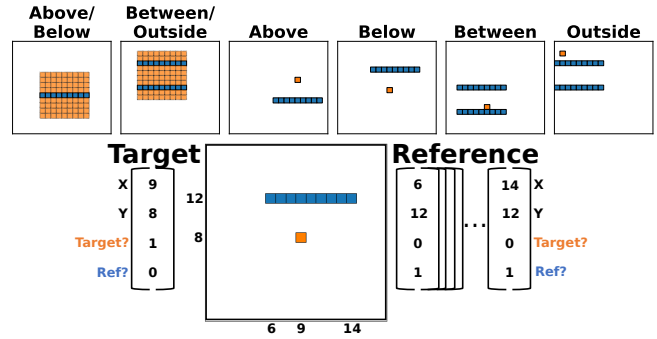 Above/
Below
Between/
Outside
Above
Below
Between
Outside
Target
Reference
X 9
Y 8
Target? 1
Ref? 0
12
8
6 9 14
6
12
0
1
...
14 X
12 Y
0 Target?
1 Ref?